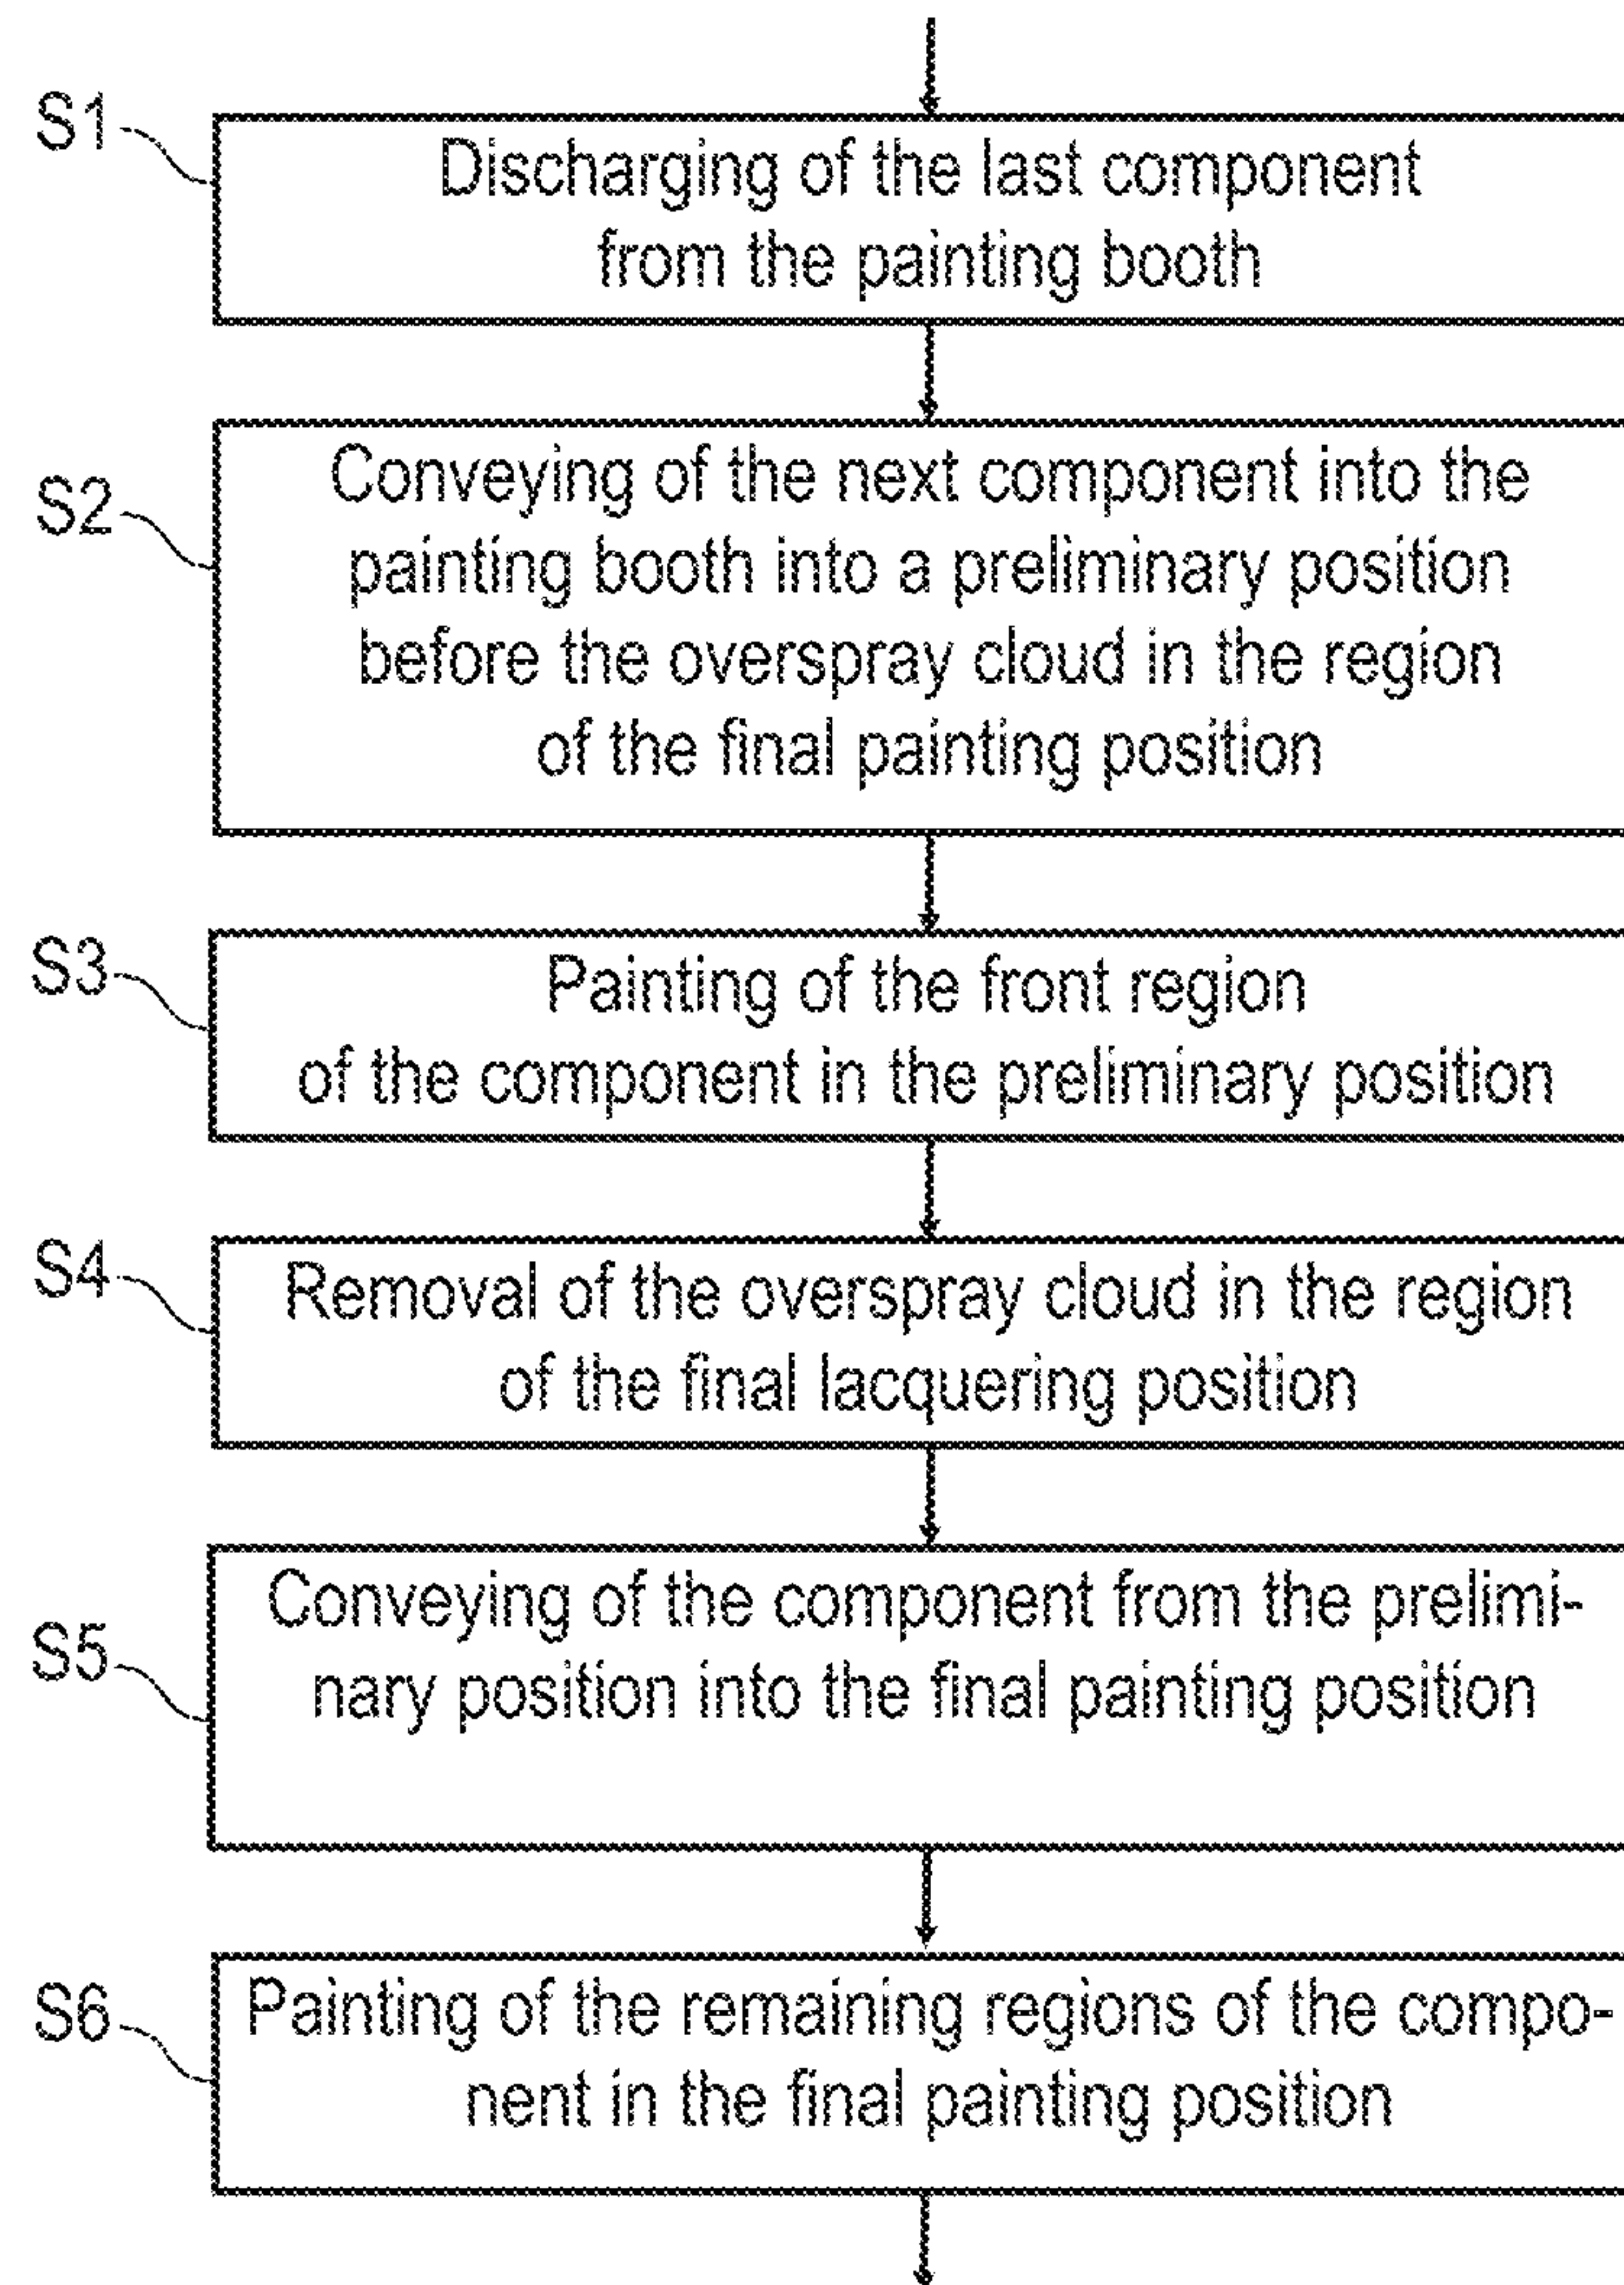 S1
Discharging of the last component
from the painting booth
S2
Conveying of the next component into the
painting booth into a preliminary position
before the overspray cloud in the region
of the final painting position
S3
Painting of the front region
of the component in the preliminary position
S4
Removal of the overspray cloud in the region
of the final lacquering position
S5
Conveying of the component from the prelimi-
nary position into the final painting position
S6
Painting of the remaining regions of the compo-
nent in the final painting position